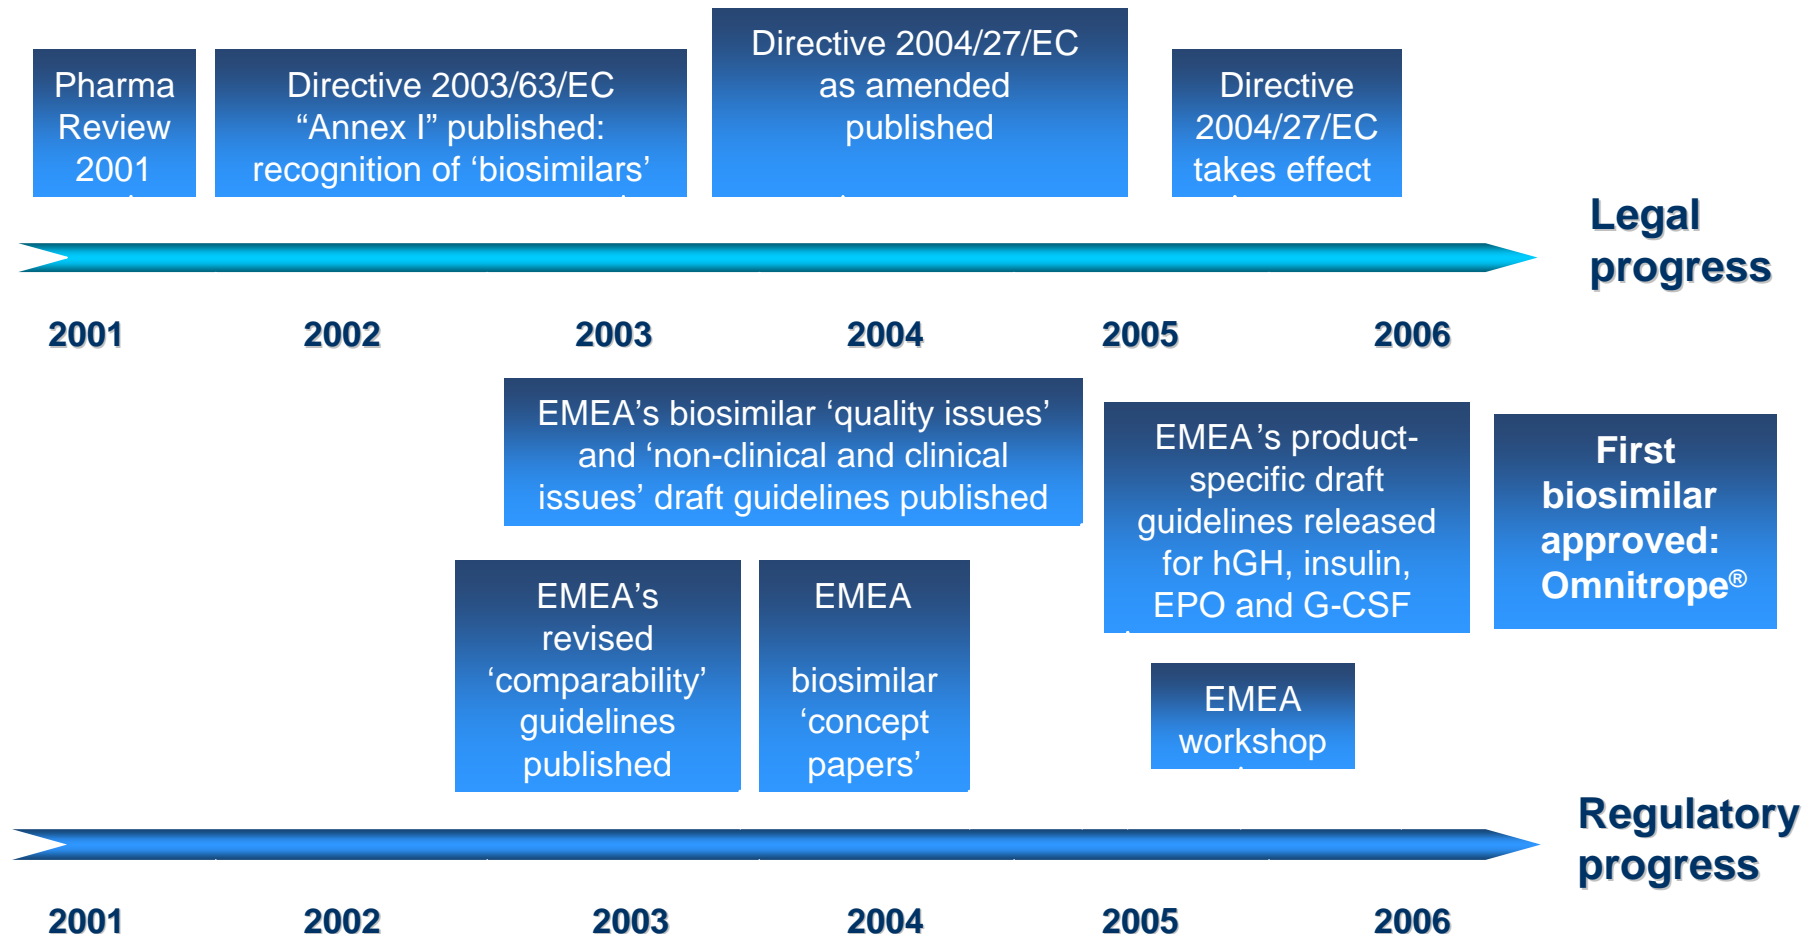 Pharma
Review
2001
Directive 2003/63/EC
“Annex I” published:
recognition of ‘biosimilars’
Directive 2004/27/EC
as amended
published
Directive
2004/27/EC
takes effect
Legal
progress
2001 2002 2003 2004 2005 2006
EMEA’s biosimilar ‘quality issues’
and ‘non-clinical and clinical
issues’ draft guidelines published
EMEA’s product-
specific draft
guidelines released
for hGH, insulin,
EPO and G-CSF
First
biosimilar
approved:
Omnitrope®
EMEA’s
revised
‘comparability’
guidelines
published
EMEA
biosimilar
‘concept
papers’
EMEA
workshop
Regulatory
progress
2001 2002 2003 2004 2005 2006